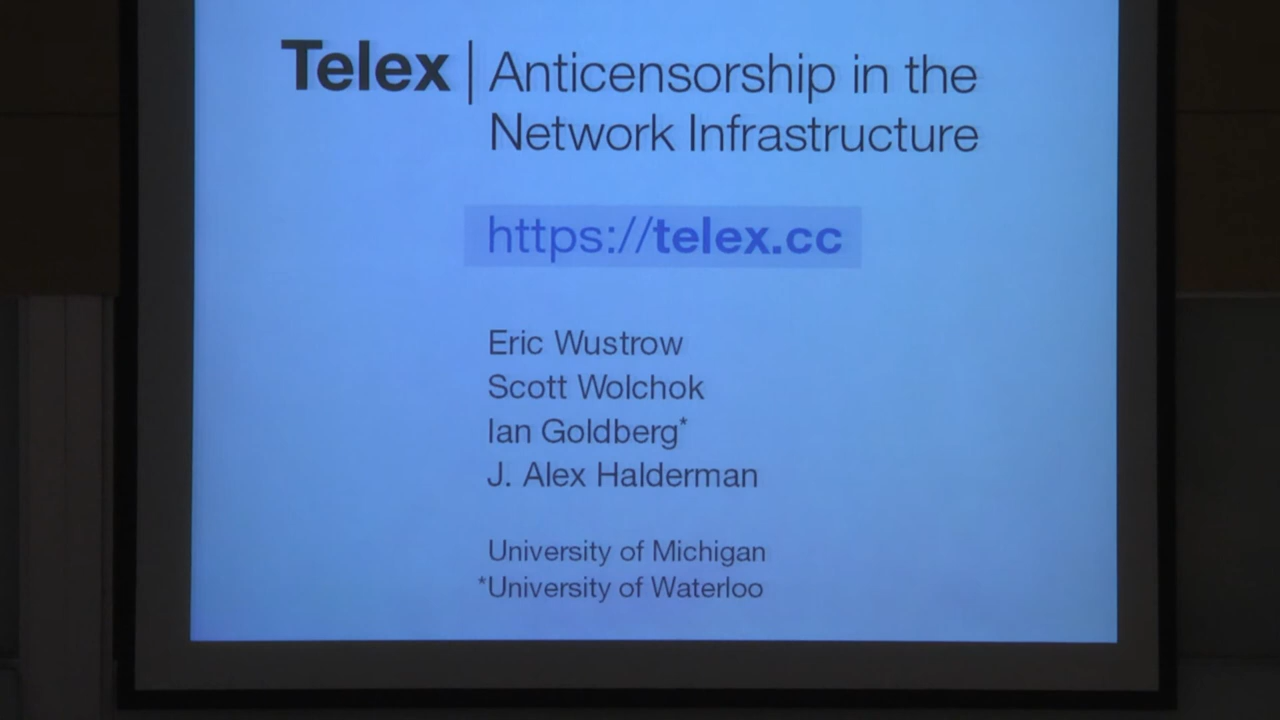 Telex | Anticensorship in the
Network Infrastructure
https://telex.cc
Eric Wustrow
Scott Wolchok
Ian Goldberg*
J. Alex Halderman
University of Michigan
*University of Waterloo